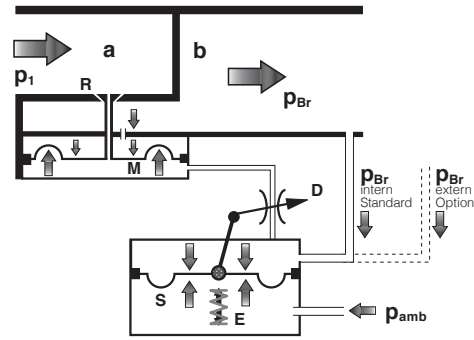 a
b
p1
R
pBr
M
D
pBr
intern
Standard
pBr
extern
Option
S
E
pamb